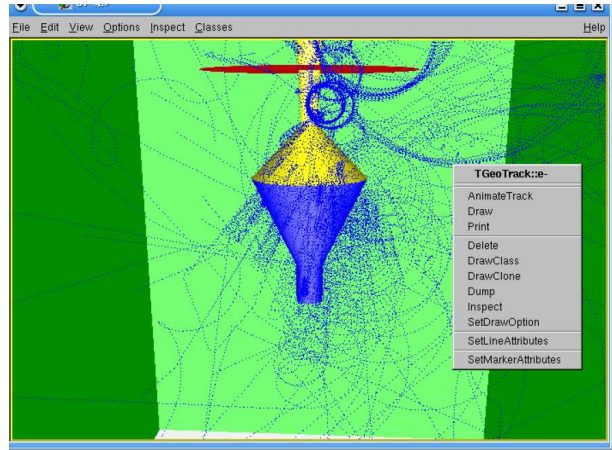 File Edit View Options Inspect Classes Help
TGeoTrack::e-
AnimateTrack
Draw
Print
Delete
DrawClass
DrawClone
Dump
Inspect
SetDrawOption
SetLineAttributes
SetMarkerAttributes